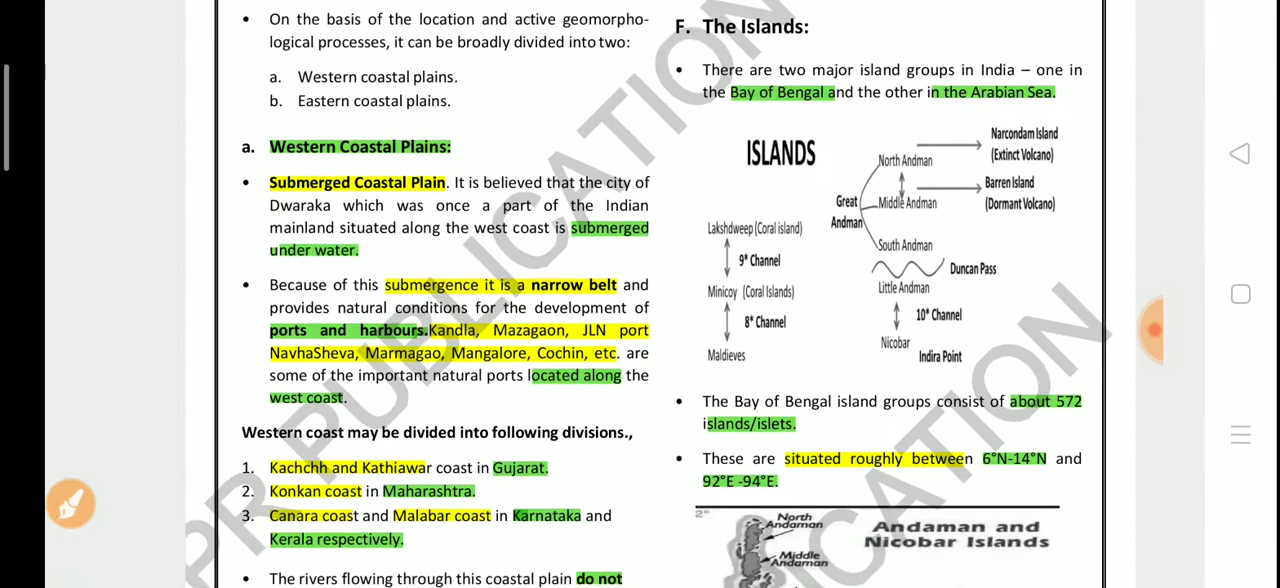 • On the basis of the location and active geomorpho-
logical processes, it can be broadly divided into two:
a. Western coastal plains.
b. Eastern coastal plains.
a. Western Coastal Plains:
• Submerged Coastal Plain. It is believed that the city of
Dwaraka which was once a part of the Indian
mainland situated along the west coast is submerged
under water.
• Because of this submergence it is a narrow belt and
provides natural conditions for the development of
ports and harbours.Kandla, Mazagaon, JLN port
NavhaSheva, Marmagao, Mangalore, Cochin, etc. are
some of the important natural ports located along the
west coast.
Western coast may be divided into following divisions.,
1. Kachchh and Kathiawar coast in Gujarat.
2. Konkan coast in Maharashtra.
3. Canara coast and Malabar coast in Karnataka and
Kerala respectively.
• The rivers flowing through this coastal plain do not
F. The Islands:
• There are two major island groups in India – one in
the Bay of Bengal and the other in the Arabian Sea.
ISLANDS
Narcondam Island
(Extinct Volcano)
North Andman
Barren Island
(Dormant Volcano)
Great
Andman
Middle Andman
South Andman
Duncan Pass
Little Andman
10° Channel
Nicobar
Indira Point
Lakshdweep (Coral island)
9° Channel
Minicoy (Coral Islands)
8° Channel
Maldieves
• The Bay of Bengal island groups consist of about 572
islands/islets.
• These are situated roughly between 6°N-14°N and
92°E -94°E.
2"
North
Andaman
Middle
Andaman
Andaman and
Nicobar Islands
PR PUBLICATION
PUBLICATION